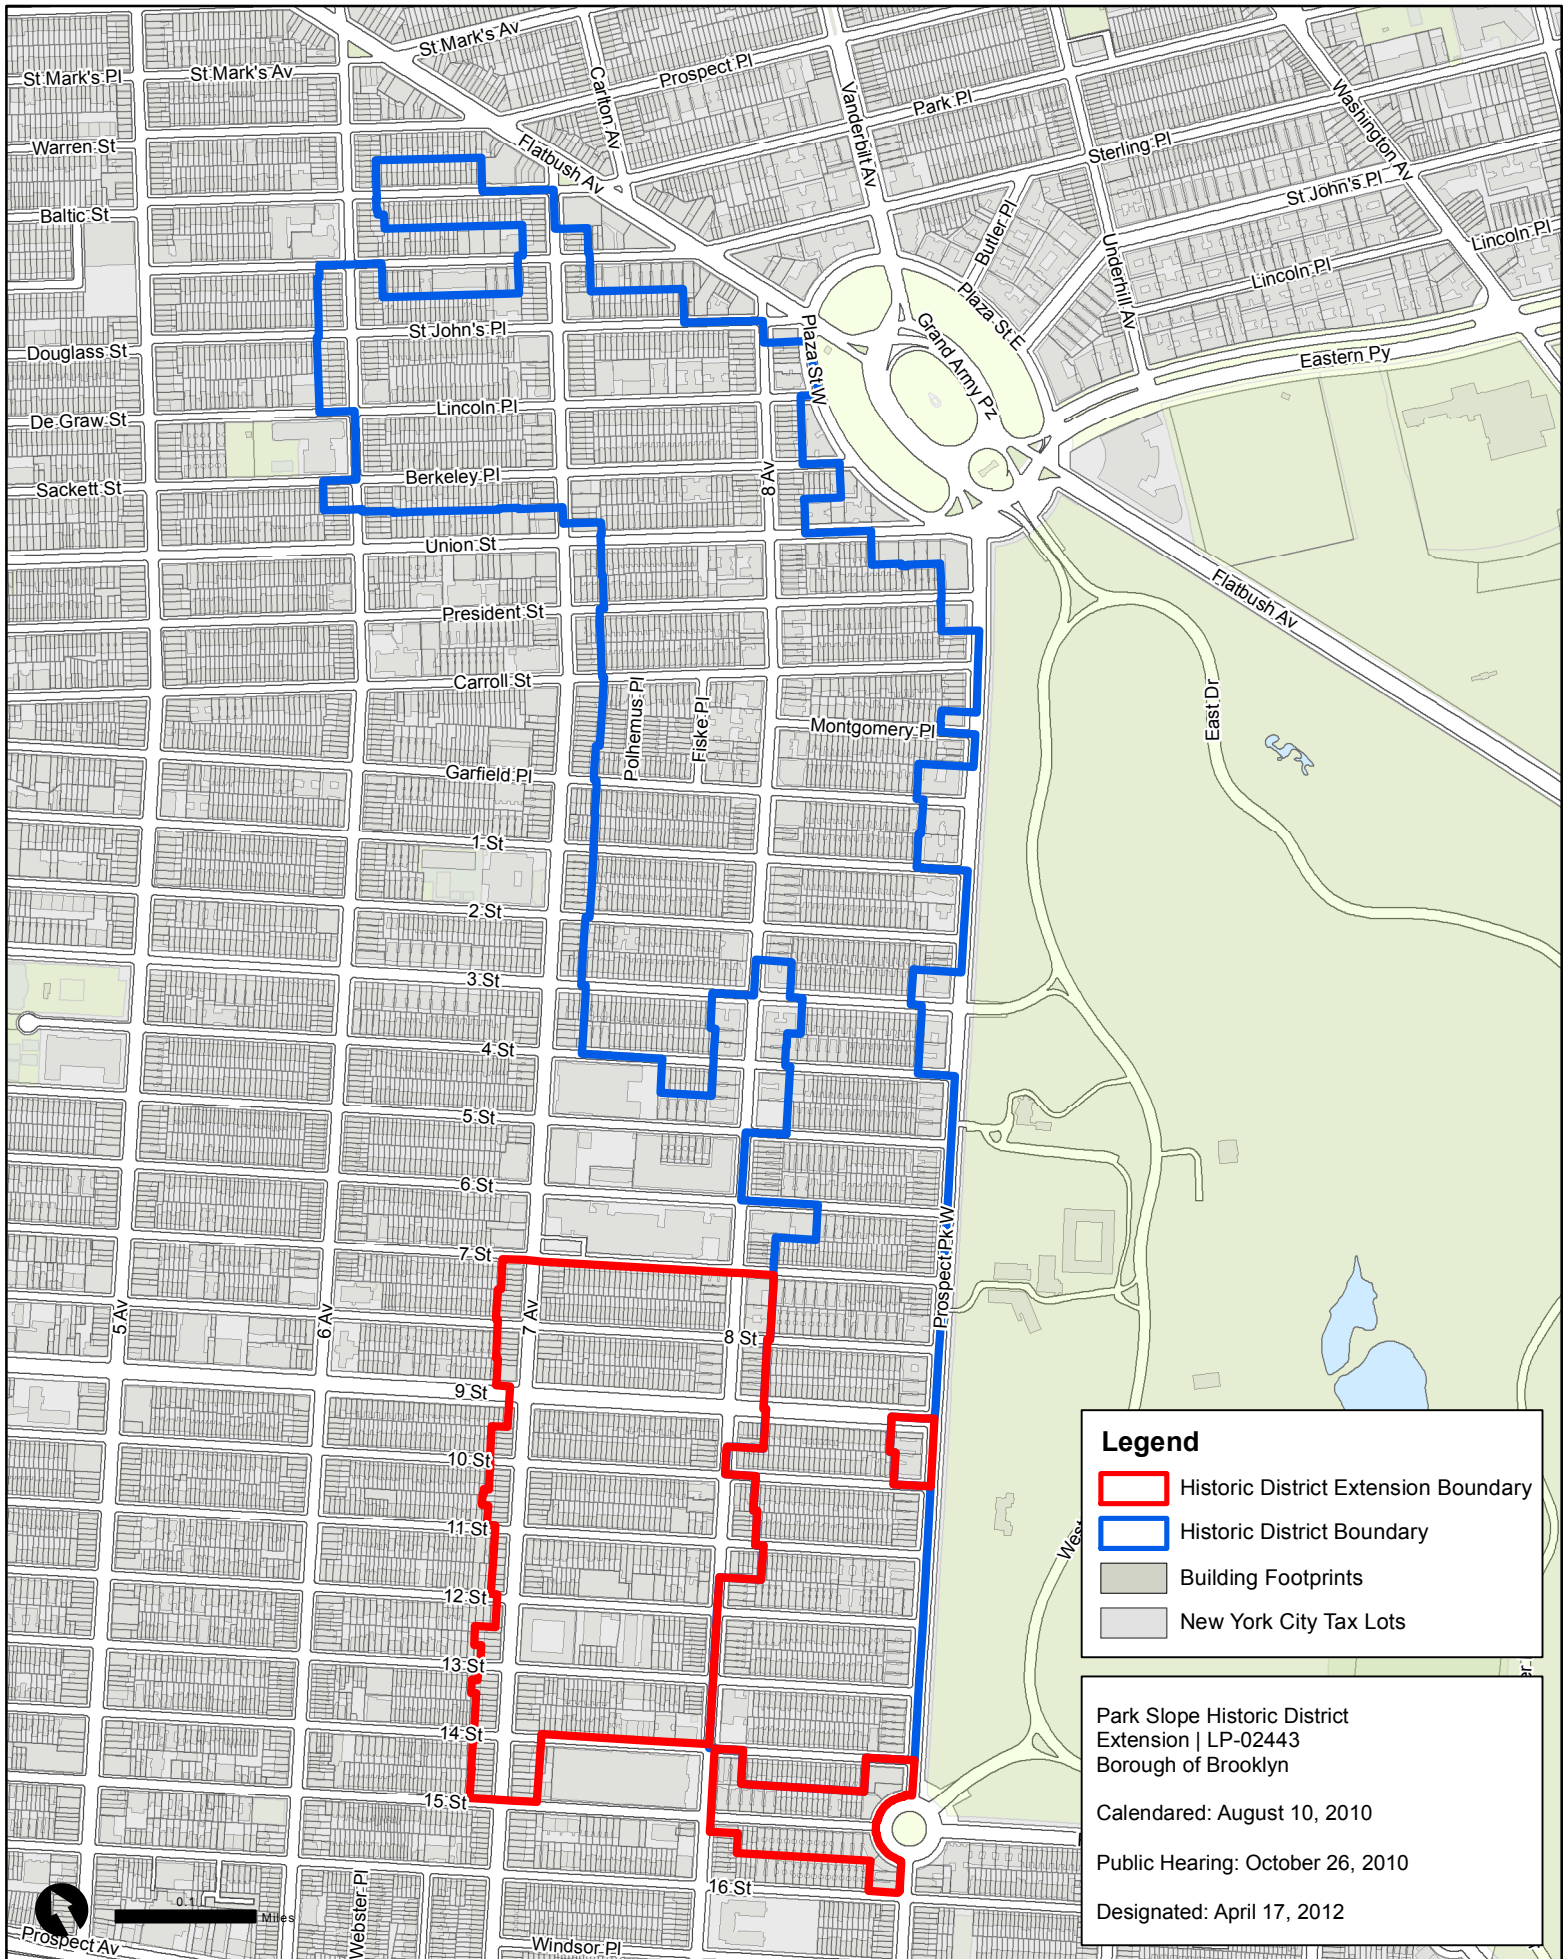 St Mark's Av
St Mark's Pl
St Mark's Av
Carlton Av
Prospect Pl
Vanderbilt Av
Park Pl
Washington Av
Warren St
Flatbush Av
Sterling Pl
St John's Pl
Baltic St
Butler Pl
Underhill Av
Lincoln Pl
Lincoln Pl
Plaza St E
St John's Pl
Plaza St W
Grand Army Pz
Douglass St
Eastern Py
De Graw St
Lincoln Pl
Berkeley Pl
8 Av
Sackett St
Union St
Flatbush Av
President St
Carroll St
Polhemus Pl
Fiske Pl
East Dr
Montgomery Pl
Garfield Pl
1 St
2 St
3 St
4 St
5 St
6 St
Prospect Pk W
7 St
5 Av
6 Av
7 Av
8 St
9 St
10 St
11 St
12 St
13 St
14 St
15 St
16 St
Webster Pl
Prospect Av
Windsor Pl
West
er
0.1
Miles
Legend
Historic District Extension Boundary
Historic District Boundary
Building Footprints
New York City Tax Lots
Park Slope Historic District
Extension | LP-02443
Borough of Brooklyn
Calendared: August 10, 2010
Public Hearing: October 26, 2010
Designated: April 17, 2012